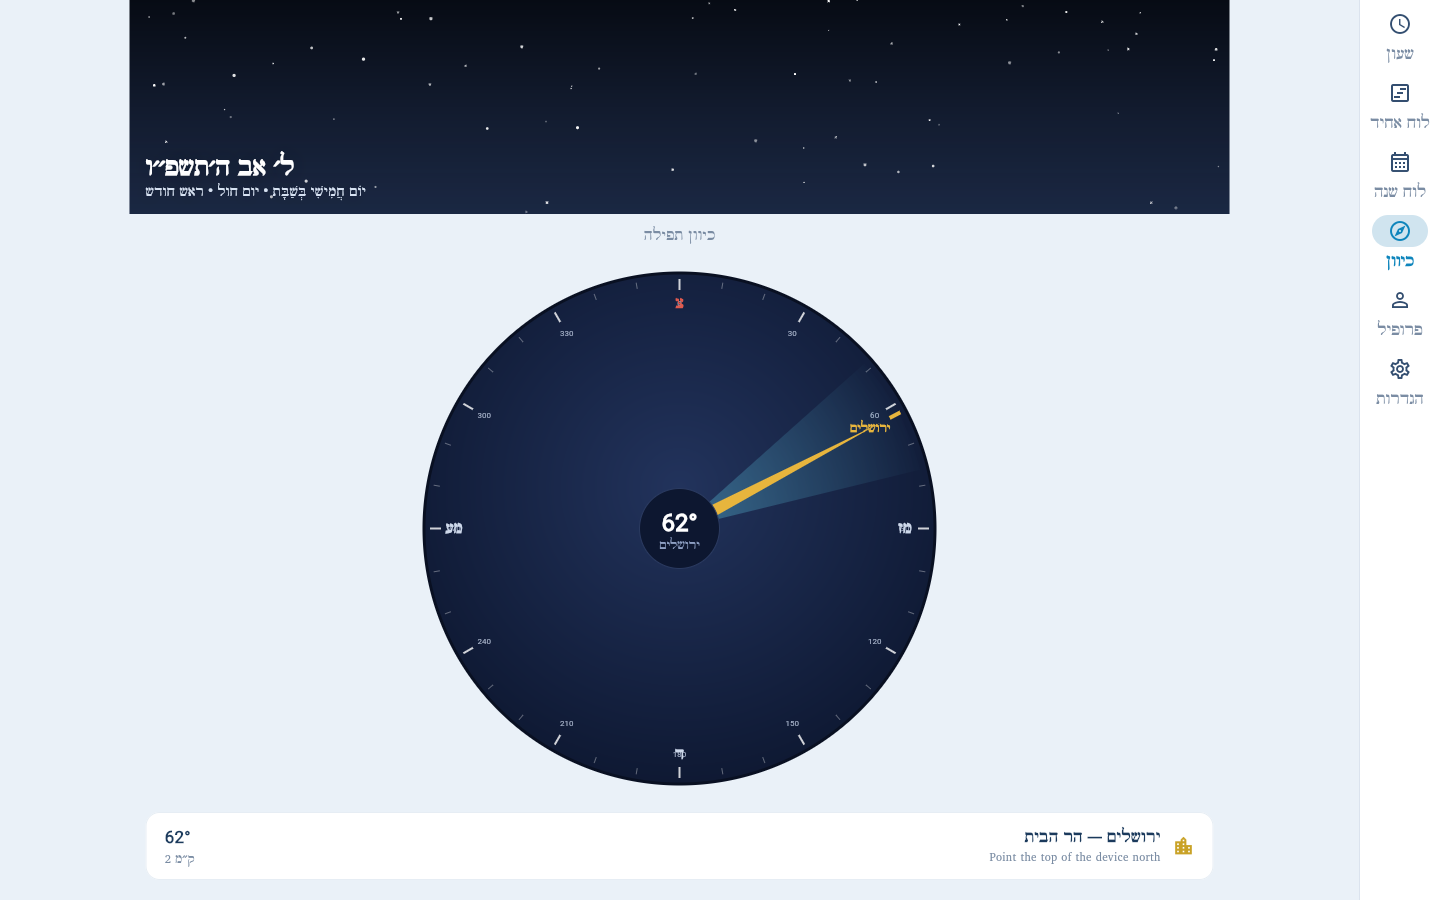 שעון
לוח אחיד
לוח שנה
כיוון
פרופיל
הגדרות
ל׳ אב ה׳תשפ״ו
יוֹם חֲמִישִׁי בְּשַׁבָּת • יום חול • ראש חודש
כיוון תפילה
צ
330
30
300
60
ירושלים
מע
מז
62°
ירושלים
240
120
210
150
ד
180
ירושלים — הר הבית
62°
Point the top of the device north
2 ק״מ